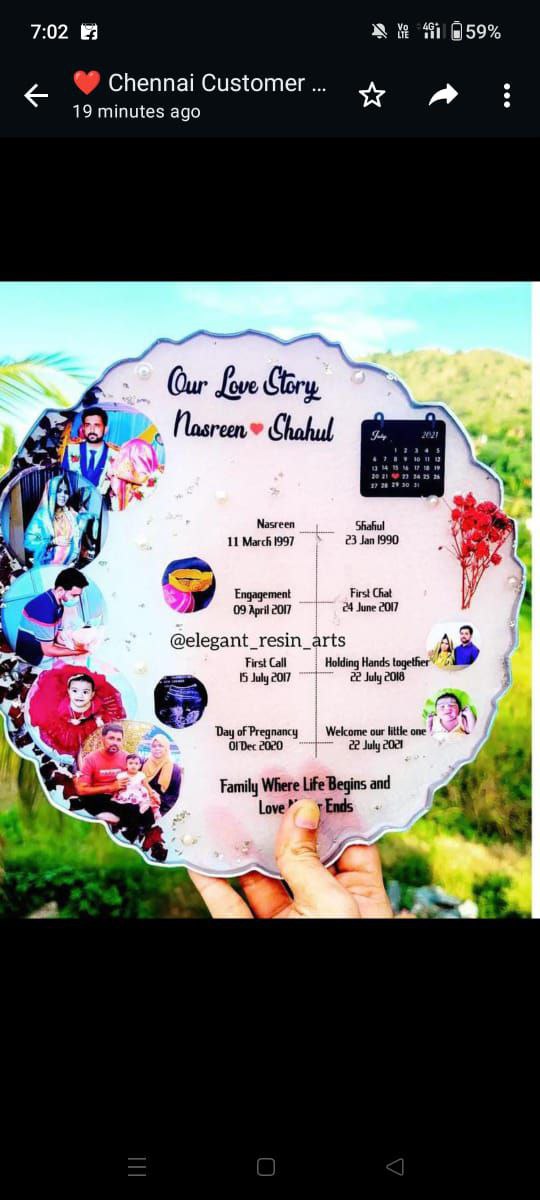 7:02 Vo LTE 4G+ 59%
❤️ Chennai Customer ...
19 minutes ago
Our Love Story
Nasreen ❤ Shahul
July 2021
1 2 3 4 5
6 7 8 9 10 11 12
13 14 15 16 17 18 19
20 21 ❤ 23 24 25 26
27 28 29 30 31
Nasreen Shahul
11 March 1997 23 Jan 1990
Engagement First Chat
09 April 2017 24 June 2017
@elegant_resin_arts
First Call Holding Hands together
15 July 2017 22 July 2018
Day of Pregnancy Welcome our little one
01 Dec 2020 22 July 2021
Family Where Life Begins and
Love Ends